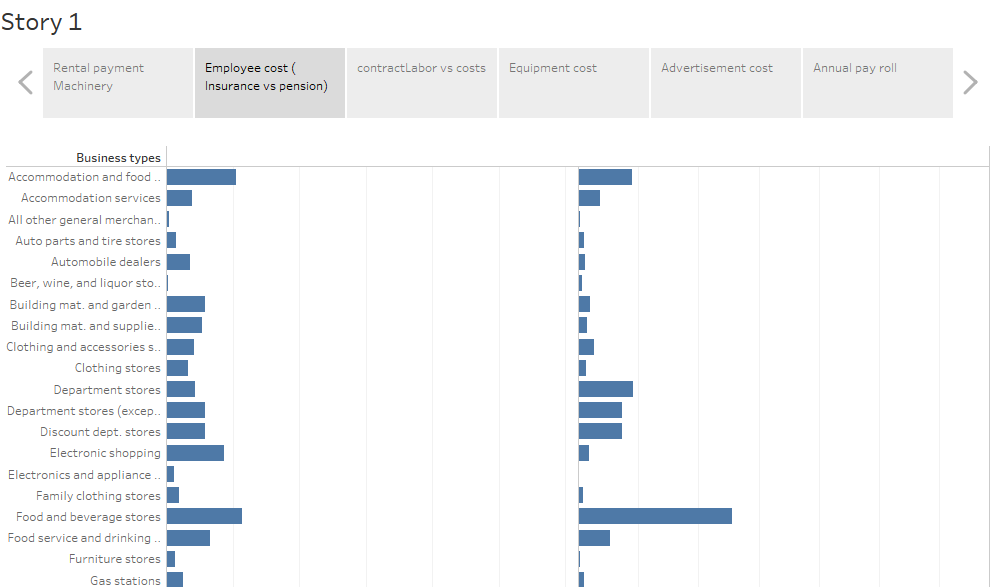 Story 1
Rental payment
Machinery
Employee cost (
Insurance vs pension)
contractLabor vs costs
Equipment cost
Advertisement cost
Annual pay roll
Business types
Accommodation and food ..
Accommodation services
All other general merchan..
Auto parts and tire stores
Automobile dealers
Beer, wine, and liquor sto..
Building mat. and garden ..
Building mat. and supplie..
Clothing and accessories s..
Clothing stores
Department stores
Department stores (excep..
Discount dept. stores
Electronic shopping
Electronics and appliance ..
Family clothing stores
Food and beverage stores
Food service and drinking ..
Furniture stores
Gas stations